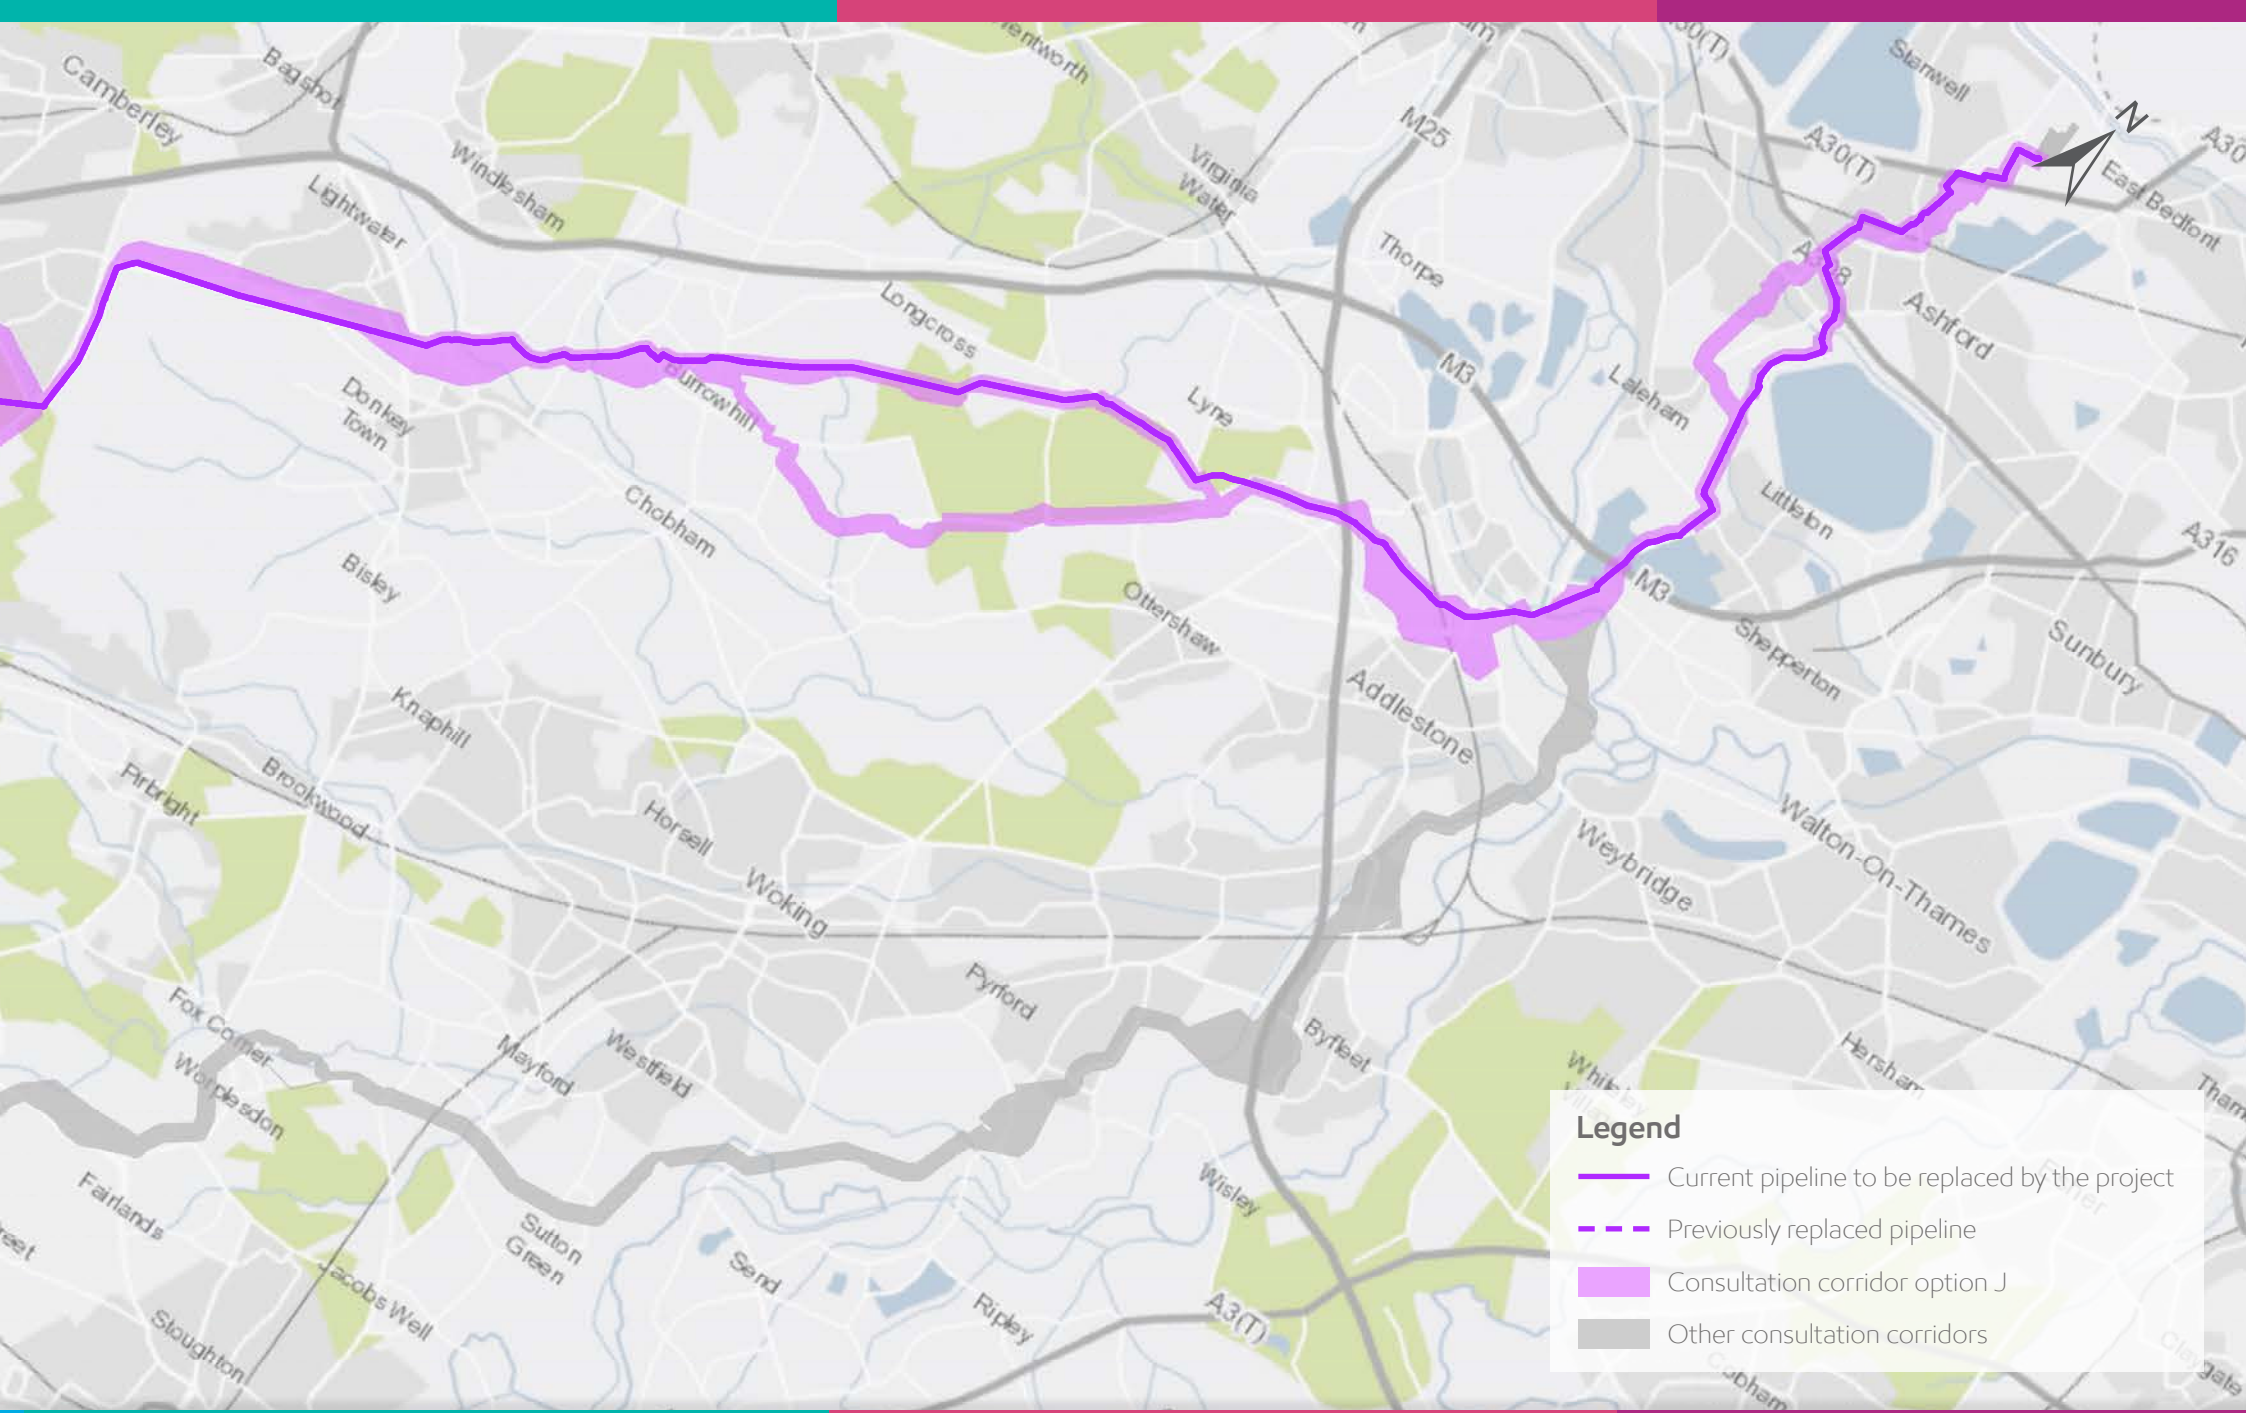 Camberley
Bagshot
Windlesham
Lightwater
Virginia
Water
M25
Stanwell
A30(T)
N
A30
East Bedfont
Thorpe
Longcross
M3
Lyne
Laleham
Ashford
Donkey
Town
Burrowhill
Chobham
Bisley
Littleton
A316
M3
Ottershaw
Shepperton
Sunbury
Addlestone
Knaphill
Pirbright
Brookwood
Horsell
Woking
Weybridge
Walton-On-Thames
Pyrford
Fox Corner
Worplesdon
Mayford
Westfield
Byfleet
Hersham
Fairlands
Sutton
Green
Send
Wisley
Jacobs Well
Ripley
A3(T)
Stoughton
Legend
Current pipeline to be replaced by the project
Previously replaced pipeline
Consultation corridor option J
Other consultation corridors